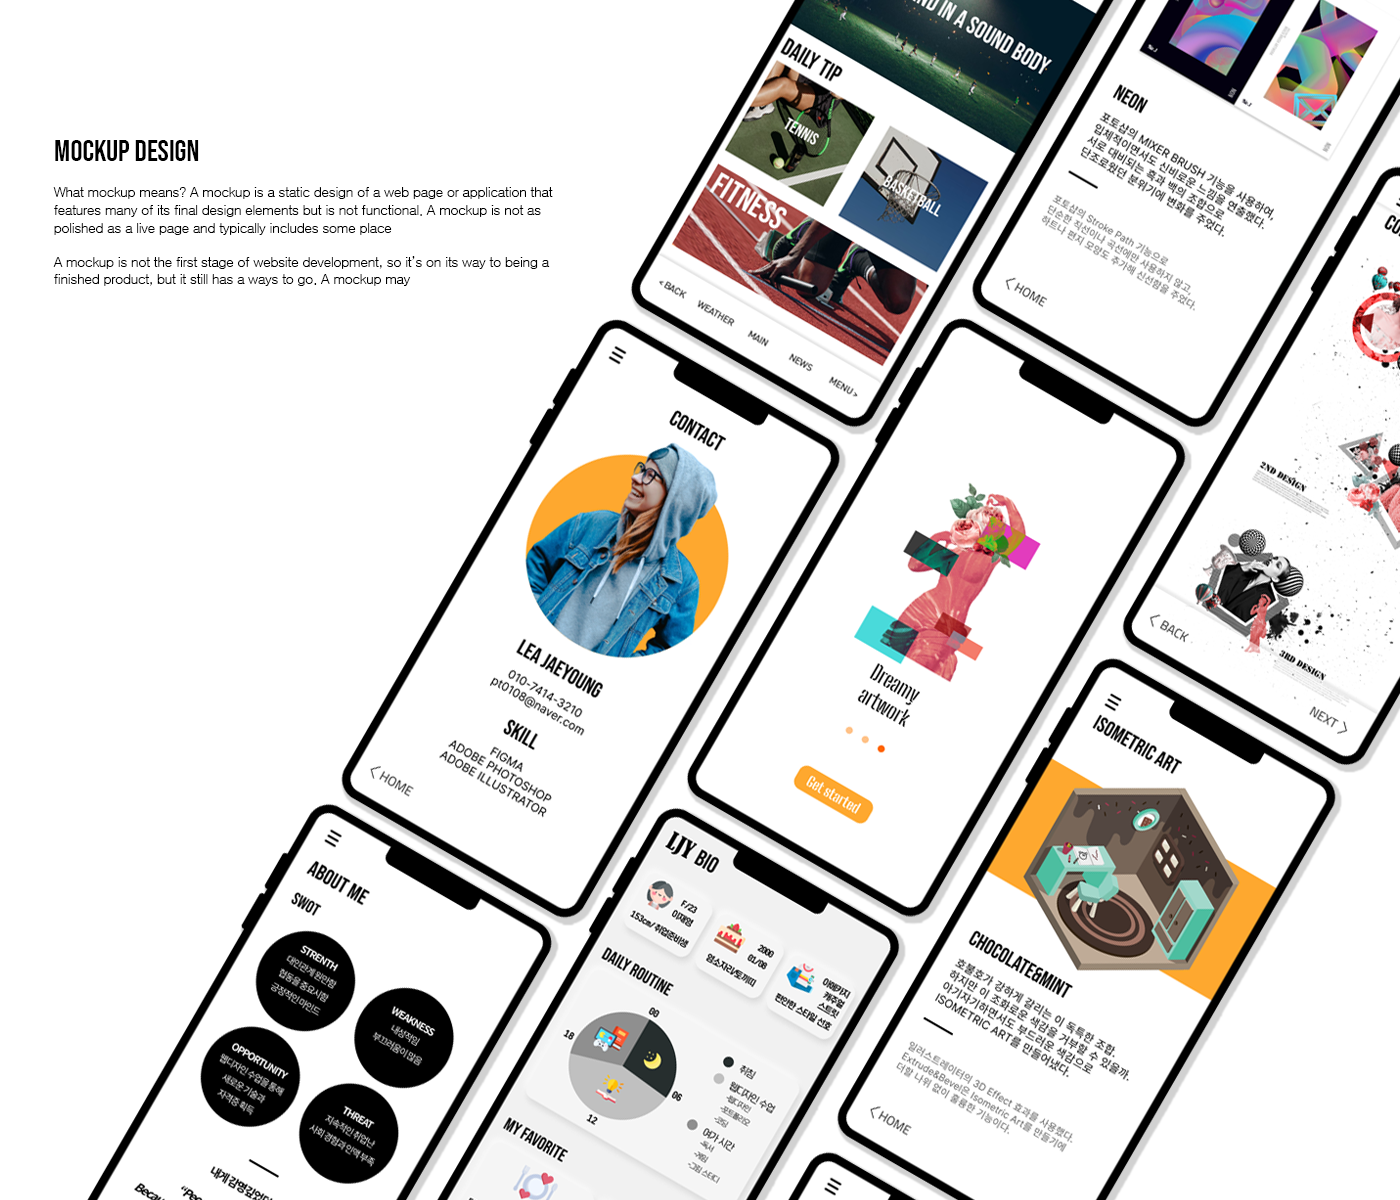 MOCKUP DESIGN
What mockup means? A mockup is a static design of a web page or application that
features many of its final design elements but is not functional. A mockup is not as
polished as a live page and typically includes some place
A mockup is not the first stage of website development, so it's on its way to being a
finished product, but it still has a ways to go. A mockup may
IN A SOUND BODY
DAILY TIP
TENNIS
BASKETBALL
FITNESS
< BACK
WEATHER
MAIN
NEWS
MENU >
NEON
포토샵의 MIXER BRUSH 기능을 사용하여,
입체적이면서도 신비로운 느낌을 연출했다.
서로 대비되는 흑과 백의 조합으로
단조로웠던 분위기에 변화를 주었다.
포토샵의 Stroke Path 기능으로
단순한 직선이나 곡선에만 사용하지 않고,
하트나 편지 모양도 추가해 신선함을 주었다.
< HOME
2ND DESIGN
3RD DESIGN
< BACK
NEXT >
CONTACT
LEA JAEYOUNG
010-7414-3210
pt0108@naver.com
SKILL
FIGMA
ADOBE PHOTOSHOP
ADOBE ILLUSTRATOR
< HOME
Dreamy
artwork
Get started
ISOMETRIC ART
CHOCOLATE&MINT
호불호가 강하게 갈리는 이 독특한 조합.
하지만 이 조화로운 색감을 거부할 수 있을까.
아기자기하면서도 부드러운 색감으로
ISOMETRIC ART를 만들어냈다.
일러스트레이터의 3D Effect 효과를 사용했다.
Extrude&Bevel은 Isometric Art를 만들기에
더할 나위 없이 훌륭한 기능이다.
< HOME
ABOUT ME
SWOT
STRENTH
대인관계 원만함
협동을 중요시함
긍정적인 마인드
WEAKNESS
내성적임
부끄러움이 많음
OPPORTUNITY
웹디자인 수업을 통해
새로운 기술과
자격증 획득
THREAT
지속적인 취업난
사회 경험과 인맥 부족
LJY BIO
F/23
이재영
153cm/취업준비생
2000
01/08
염소자리/토끼띠
아메카지
캐주얼
스트릿
편안한 스타일 선호
DAILY ROUTINE
00
18
06
12
취침
웹디자인 수업
-웹디자인
-포트폴리오
-코딩
여가 시간
-독서
-게임
-그림 스터디
MY FAVORITE